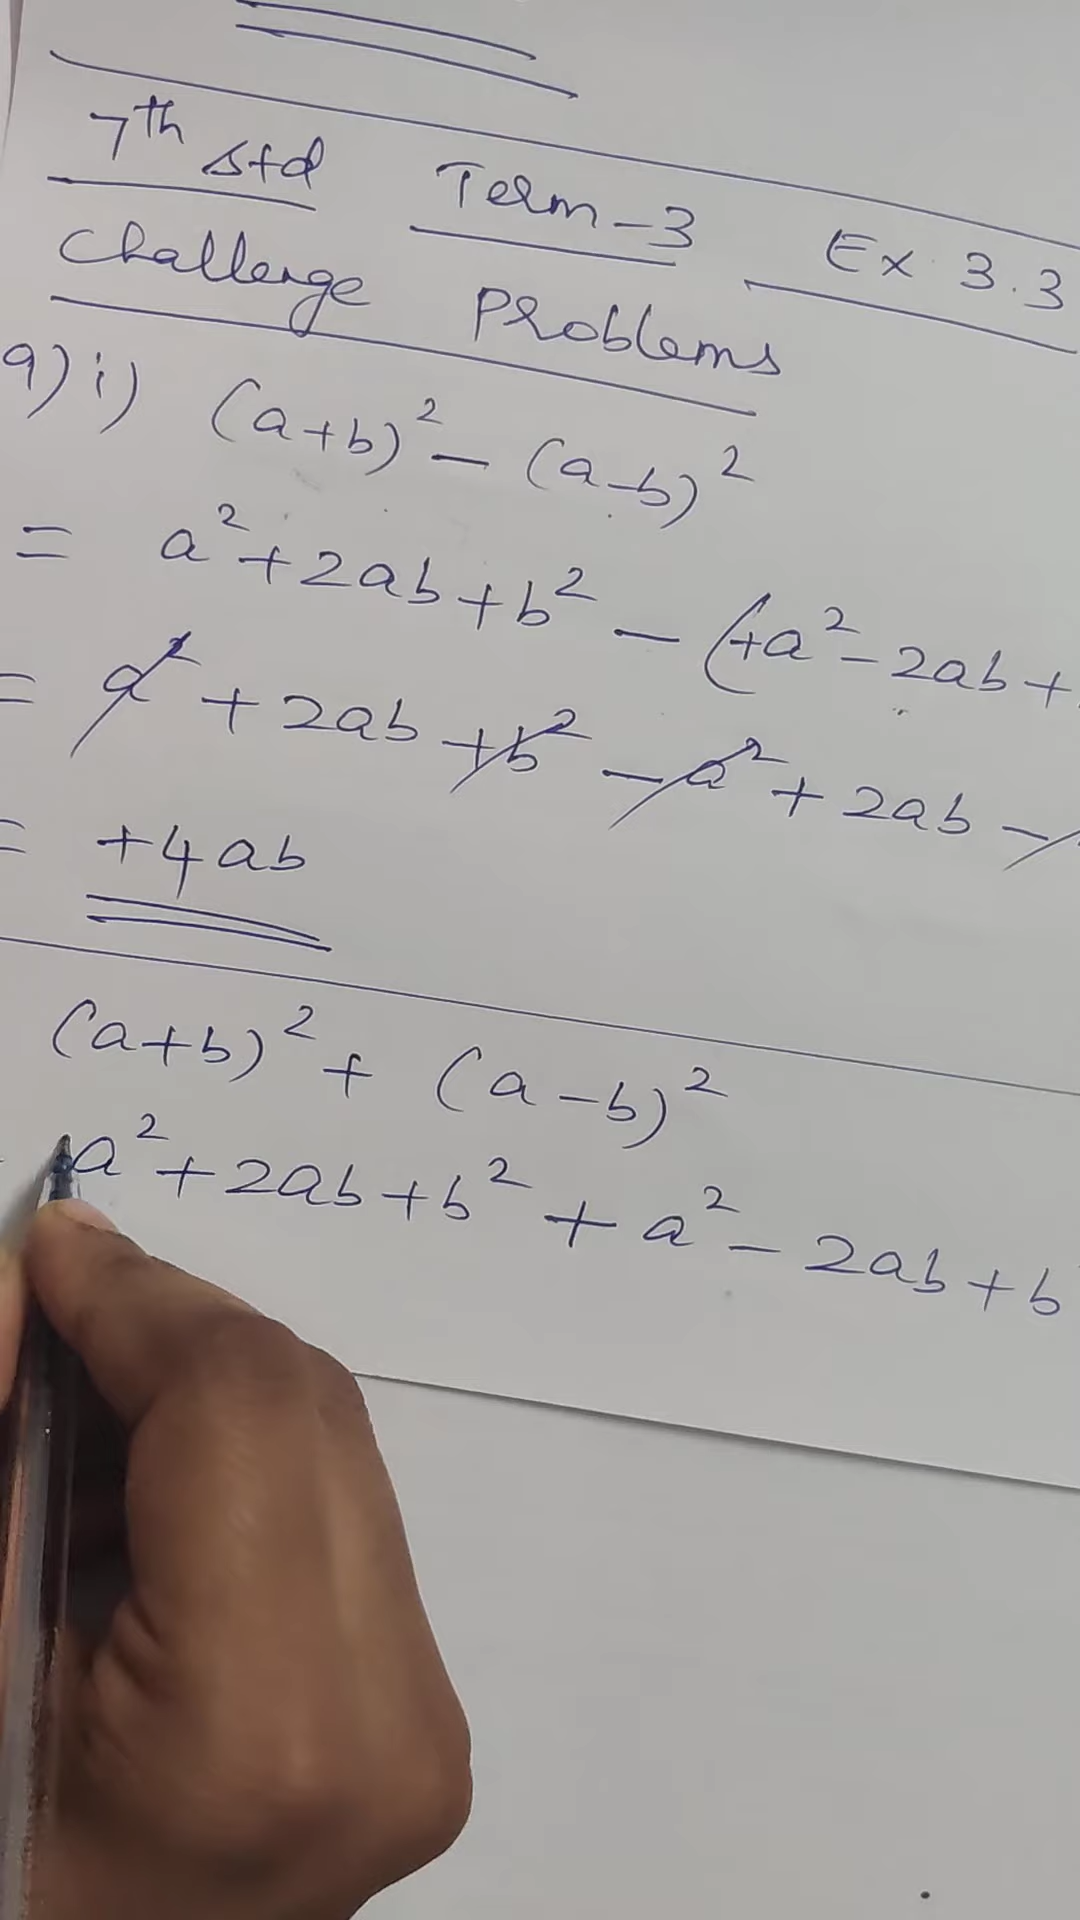 7th std Term-3 Ex 3.3
Challenge Problems
9) i) (a+b)² - (a-b)²
= a² + 2ab + b² - (+a² - 2ab +
= a² + 2ab + b² - a² + 2ab -
= +4ab
(a+b)² + (a-b)²
a² + 2ab + b² + a² - 2ab + b